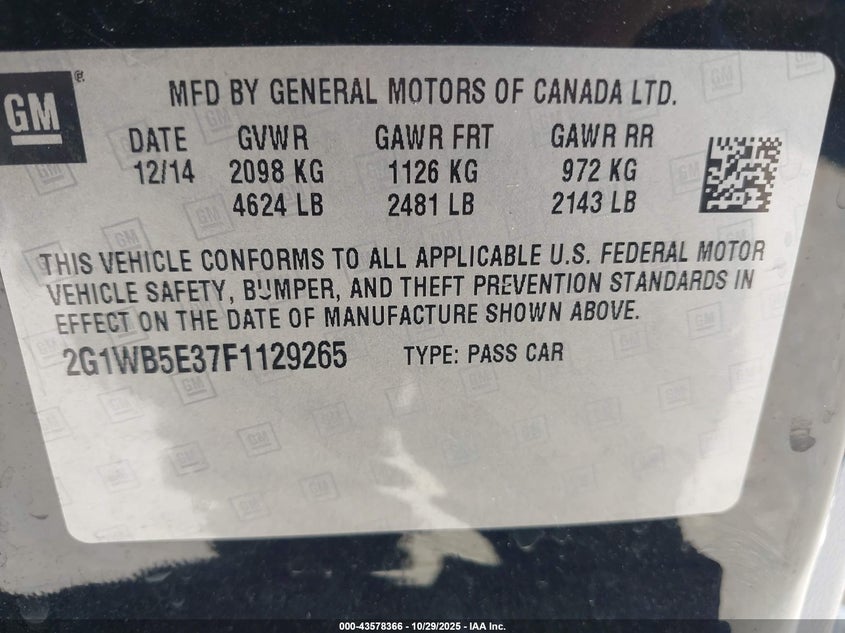 GM
MFD BY GENERAL MOTORS OF CANADA LTD.
DATE GVWR GAWR FRT GAWR RR
12/14 2098 KG 1126 KG 972 KG
4624 LB 2481 LB 2143 LB
THIS VEHICLE CONFORMS TO ALL APPLICABLE U.S. FEDERAL MOTOR
VEHICLE SAFETY, BUMPER, AND THEFT PREVENTION STANDARDS IN
EFFECT ON THE DATE OF MANUFACTURE SHOWN ABOVE.
2G1WB5E37F1129265 TYPE: PASS CAR
000-43578366 - 10/29/2025 - IAA Inc.